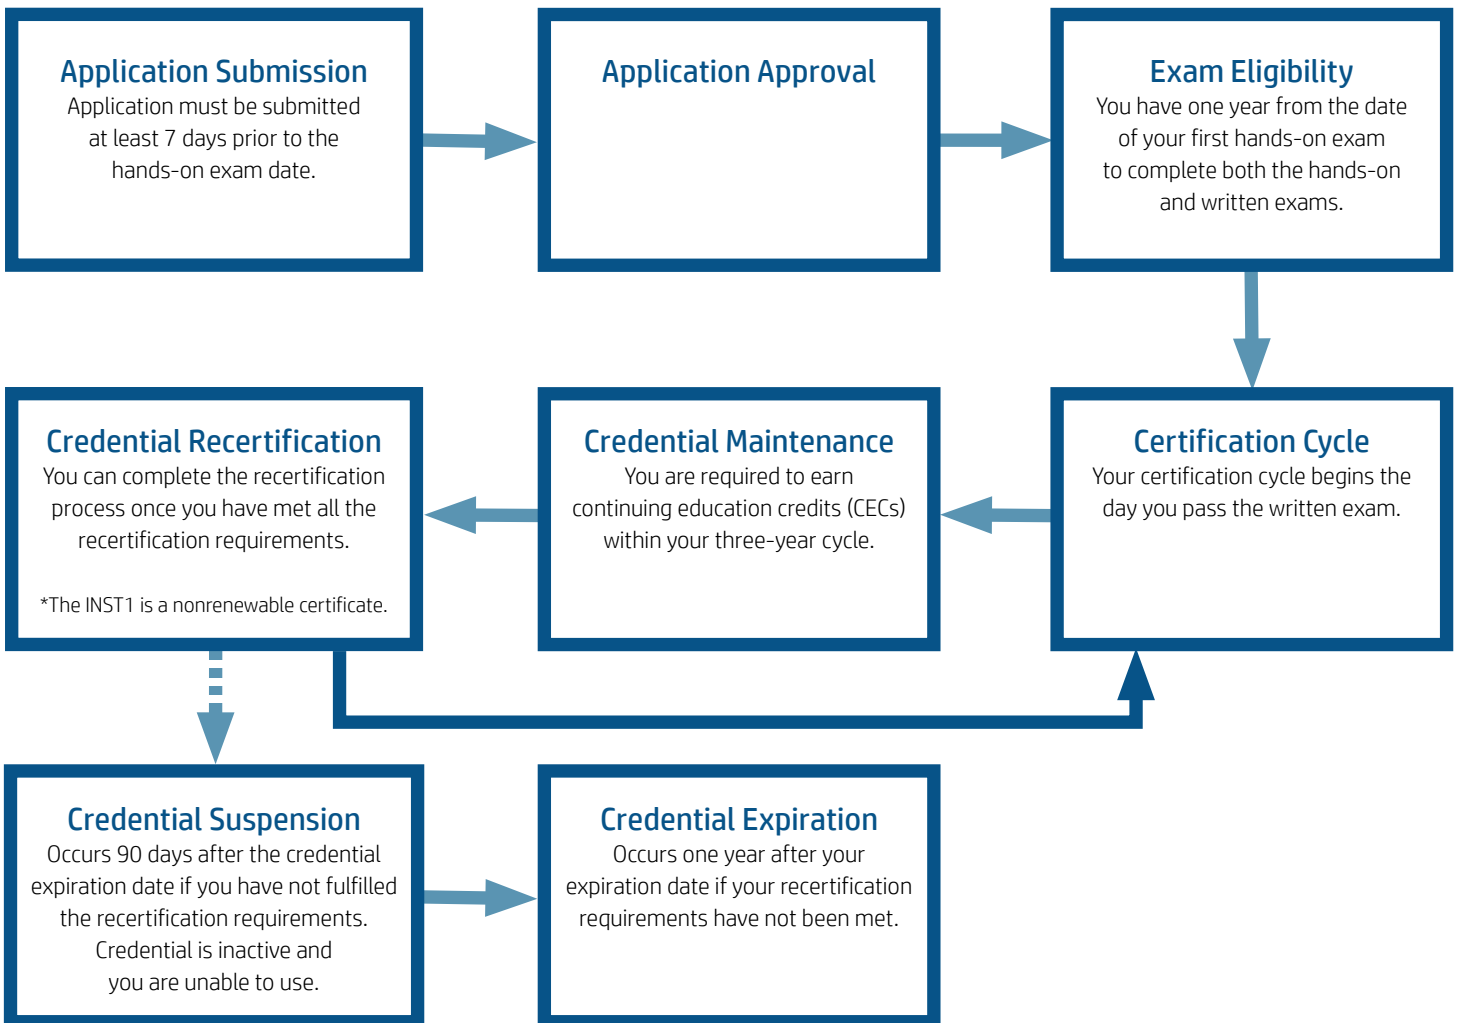 Application Submission
Application must be submitted
at least 7 days prior to the
hands-on exam date.
Application Approval
Exam Eligibility
You have one year from the date
of your first hands-on exam
to complete both the hands-on
and written exams.
Credential Recertification
You can complete the recertification
process once you have met all the
recertification requirements.
*The INST1 is a nonrenewable certificate.
Credential Maintenance
You are required to earn
continuing education credits (CECs)
within your three-year cycle.
Certification Cycle
Your certification cycle begins the
day you pass the written exam.
Credential Suspension
Occurs 90 days after the credential
expiration date if you have not fulfilled
the recertification requirements.
Credential is inactive and
you are unable to use.
Credential Expiration
Occurs one year after your
expiration date if your recertification
requirements have not been met.